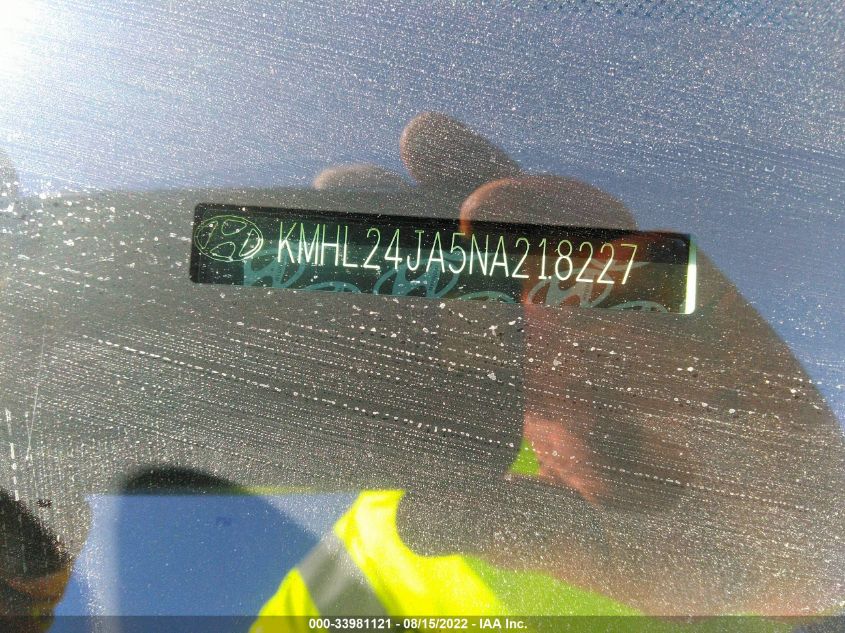 KMHL24JA5NA218227
000-33981121 - 08/15/2022 - IAA Inc.